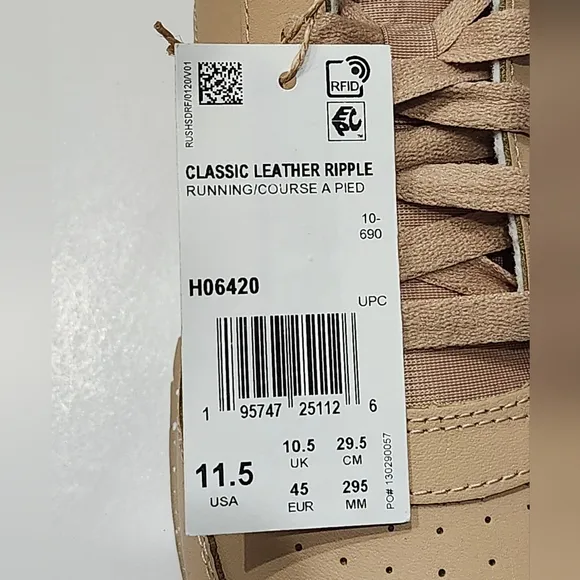 RUSHSDRF/0120/V01
RFID
EPC
CLASSIC LEATHER RIPPLE
RUNNING/COURSE A PIED
10-
690
H06420
UPC
1 95747 25112 6
11.5 USA
10.5 UK
29.5 CM
45 EUR
295 MM
PO# 130290057